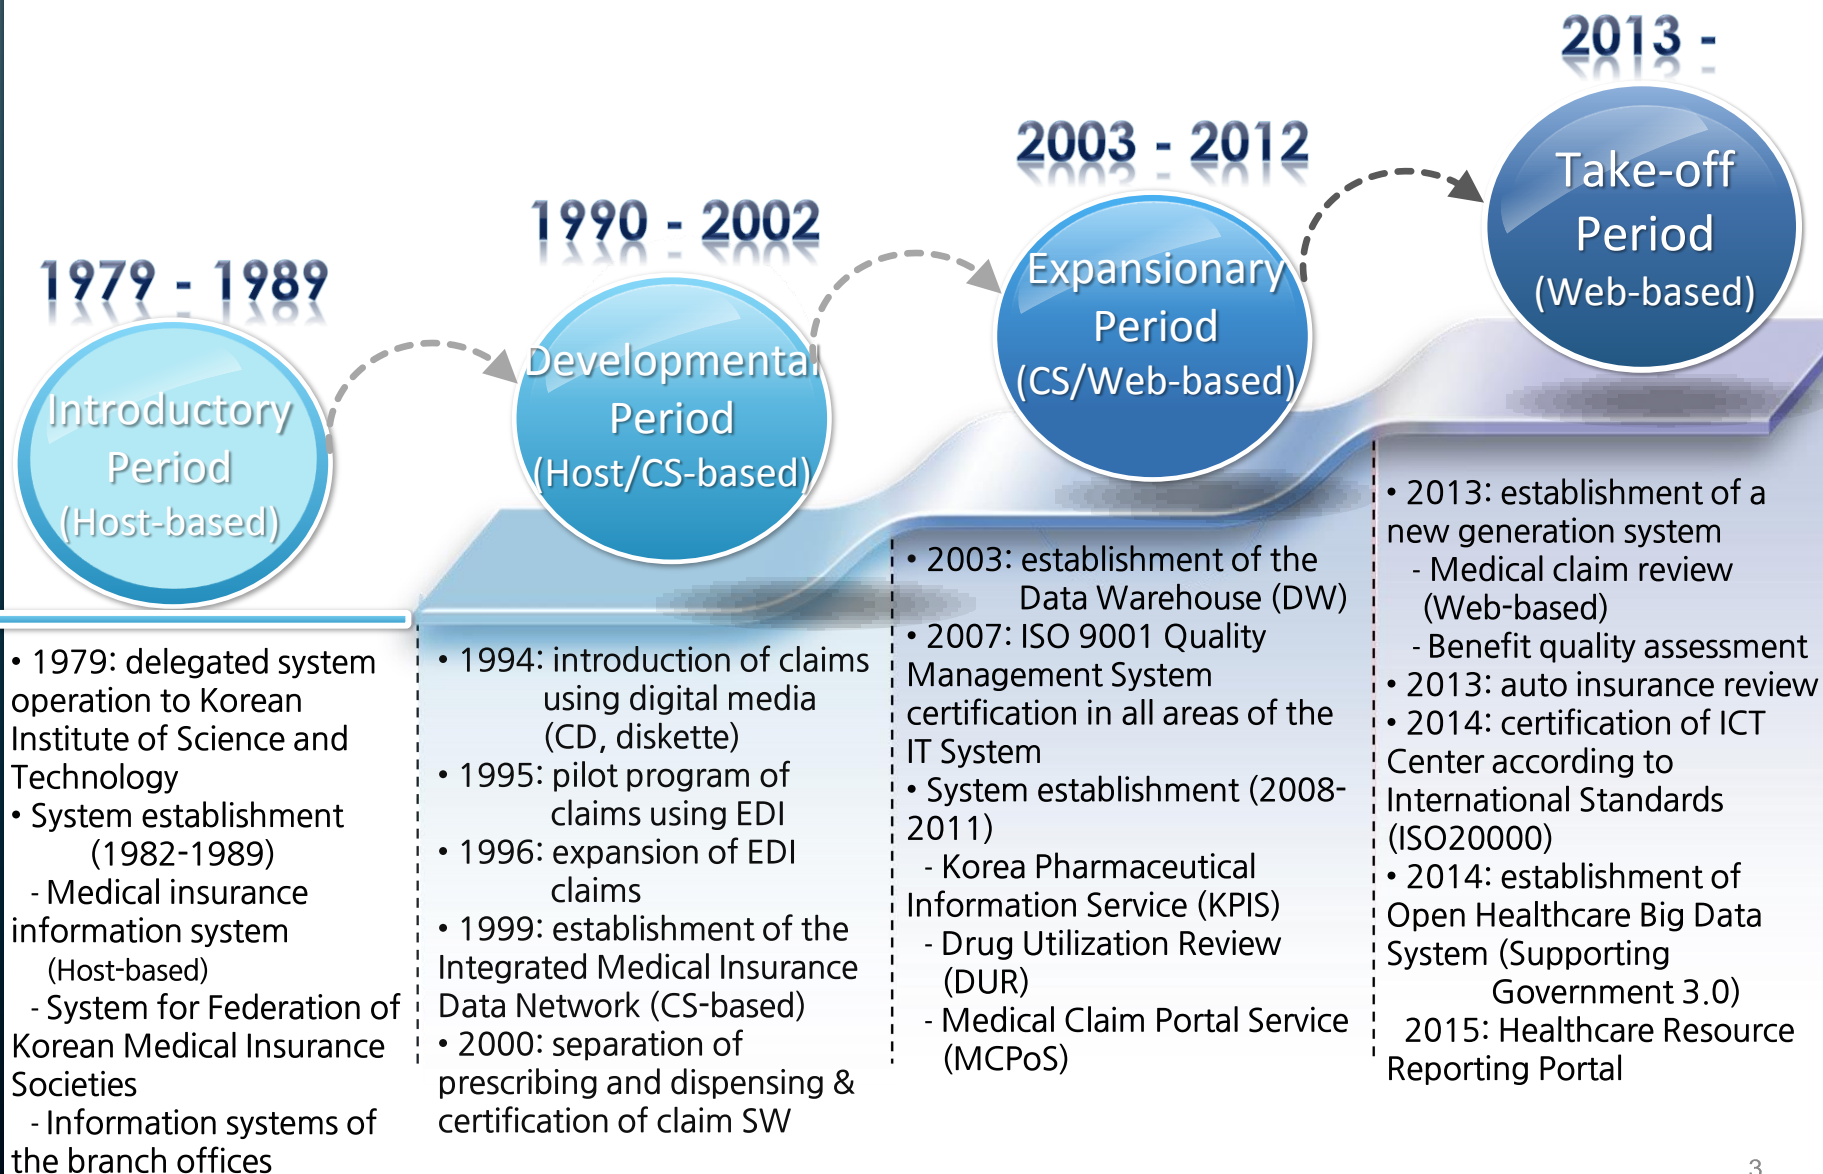 1979 - 1989
Introductory
Period
(Host-based)
• 1979: delegated system
operation to Korean
Institute of Science and
Technology
• System establishment
(1982-1989)
- Medical insurance
information system
(Host-based)
- System for Federation of
Korean Medical Insurance
Societies
- Information systems of
the branch offices
1990 - 2002
Developmental
Period
(Host/CS-based)
• 1994: introduction of claims
using digital media
(CD, diskette)
• 1995: pilot program of
claims using EDI
• 1996: expansion of EDI
claims
• 1999: establishment of the
Integrated Medical Insurance
Data Network (CS-based)
• 2000: separation of
prescribing and dispensing &
certification of claim SW
2003 - 2012
Expansionary
Period
(CS/Web-based)
• 2003: establishment of the
Data Warehouse (DW)
• 2007: ISO 9001 Quality
Management System
certification in all areas of the
IT System
• System establishment (2008-
2011)
- Korea Pharmaceutical
Information Service (KPIS)
- Drug Utilization Review
(DUR)
- Medical Claim Portal Service
(MCPoS)
2013 -
Take-off
Period
(Web-based)
• 2013: establishment of a
new generation system
- Medical claim review
(Web-based)
- Benefit quality assessment
• 2013: auto insurance review
• 2014: certification of ICT
Center according to
International Standards
(ISO20000)
• 2014: establishment of
Open Healthcare Big Data
System (Supporting
Government 3.0)
2015: Healthcare Resource
Reporting Portal
3